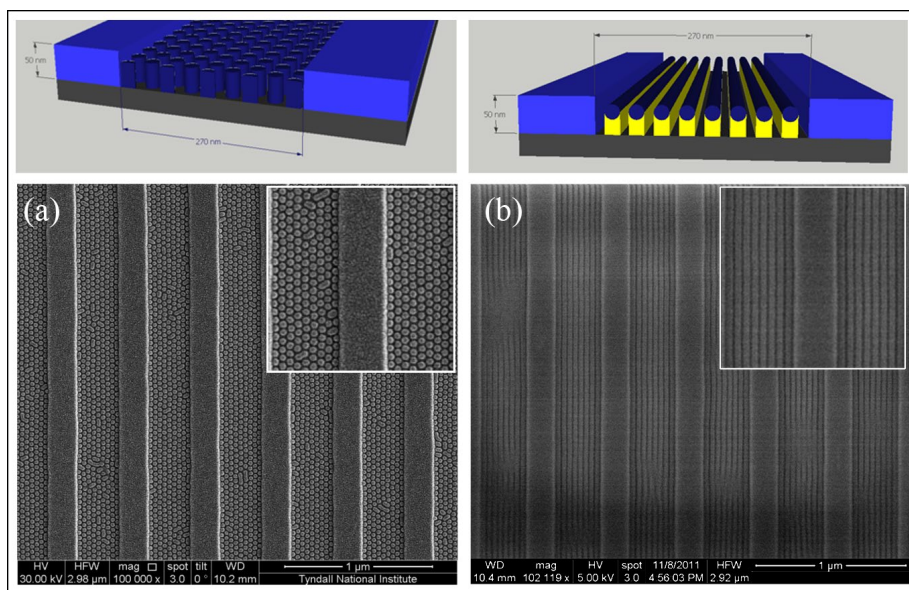 50 nm
270 nm
270 nm
50 nm
(a)
(b)
HV HFW mag spot tilt WD 1 µm
30.00 kV 2.98 µm 100 000 x 3.0 0° 10.2 mm Tyndall National Institute
WD mag HV spot 11/8/2011 HFW 1 µm
10.4 mm 102 119 x 5.00 kV 3.0 4:56:03 PM 2.92 µm